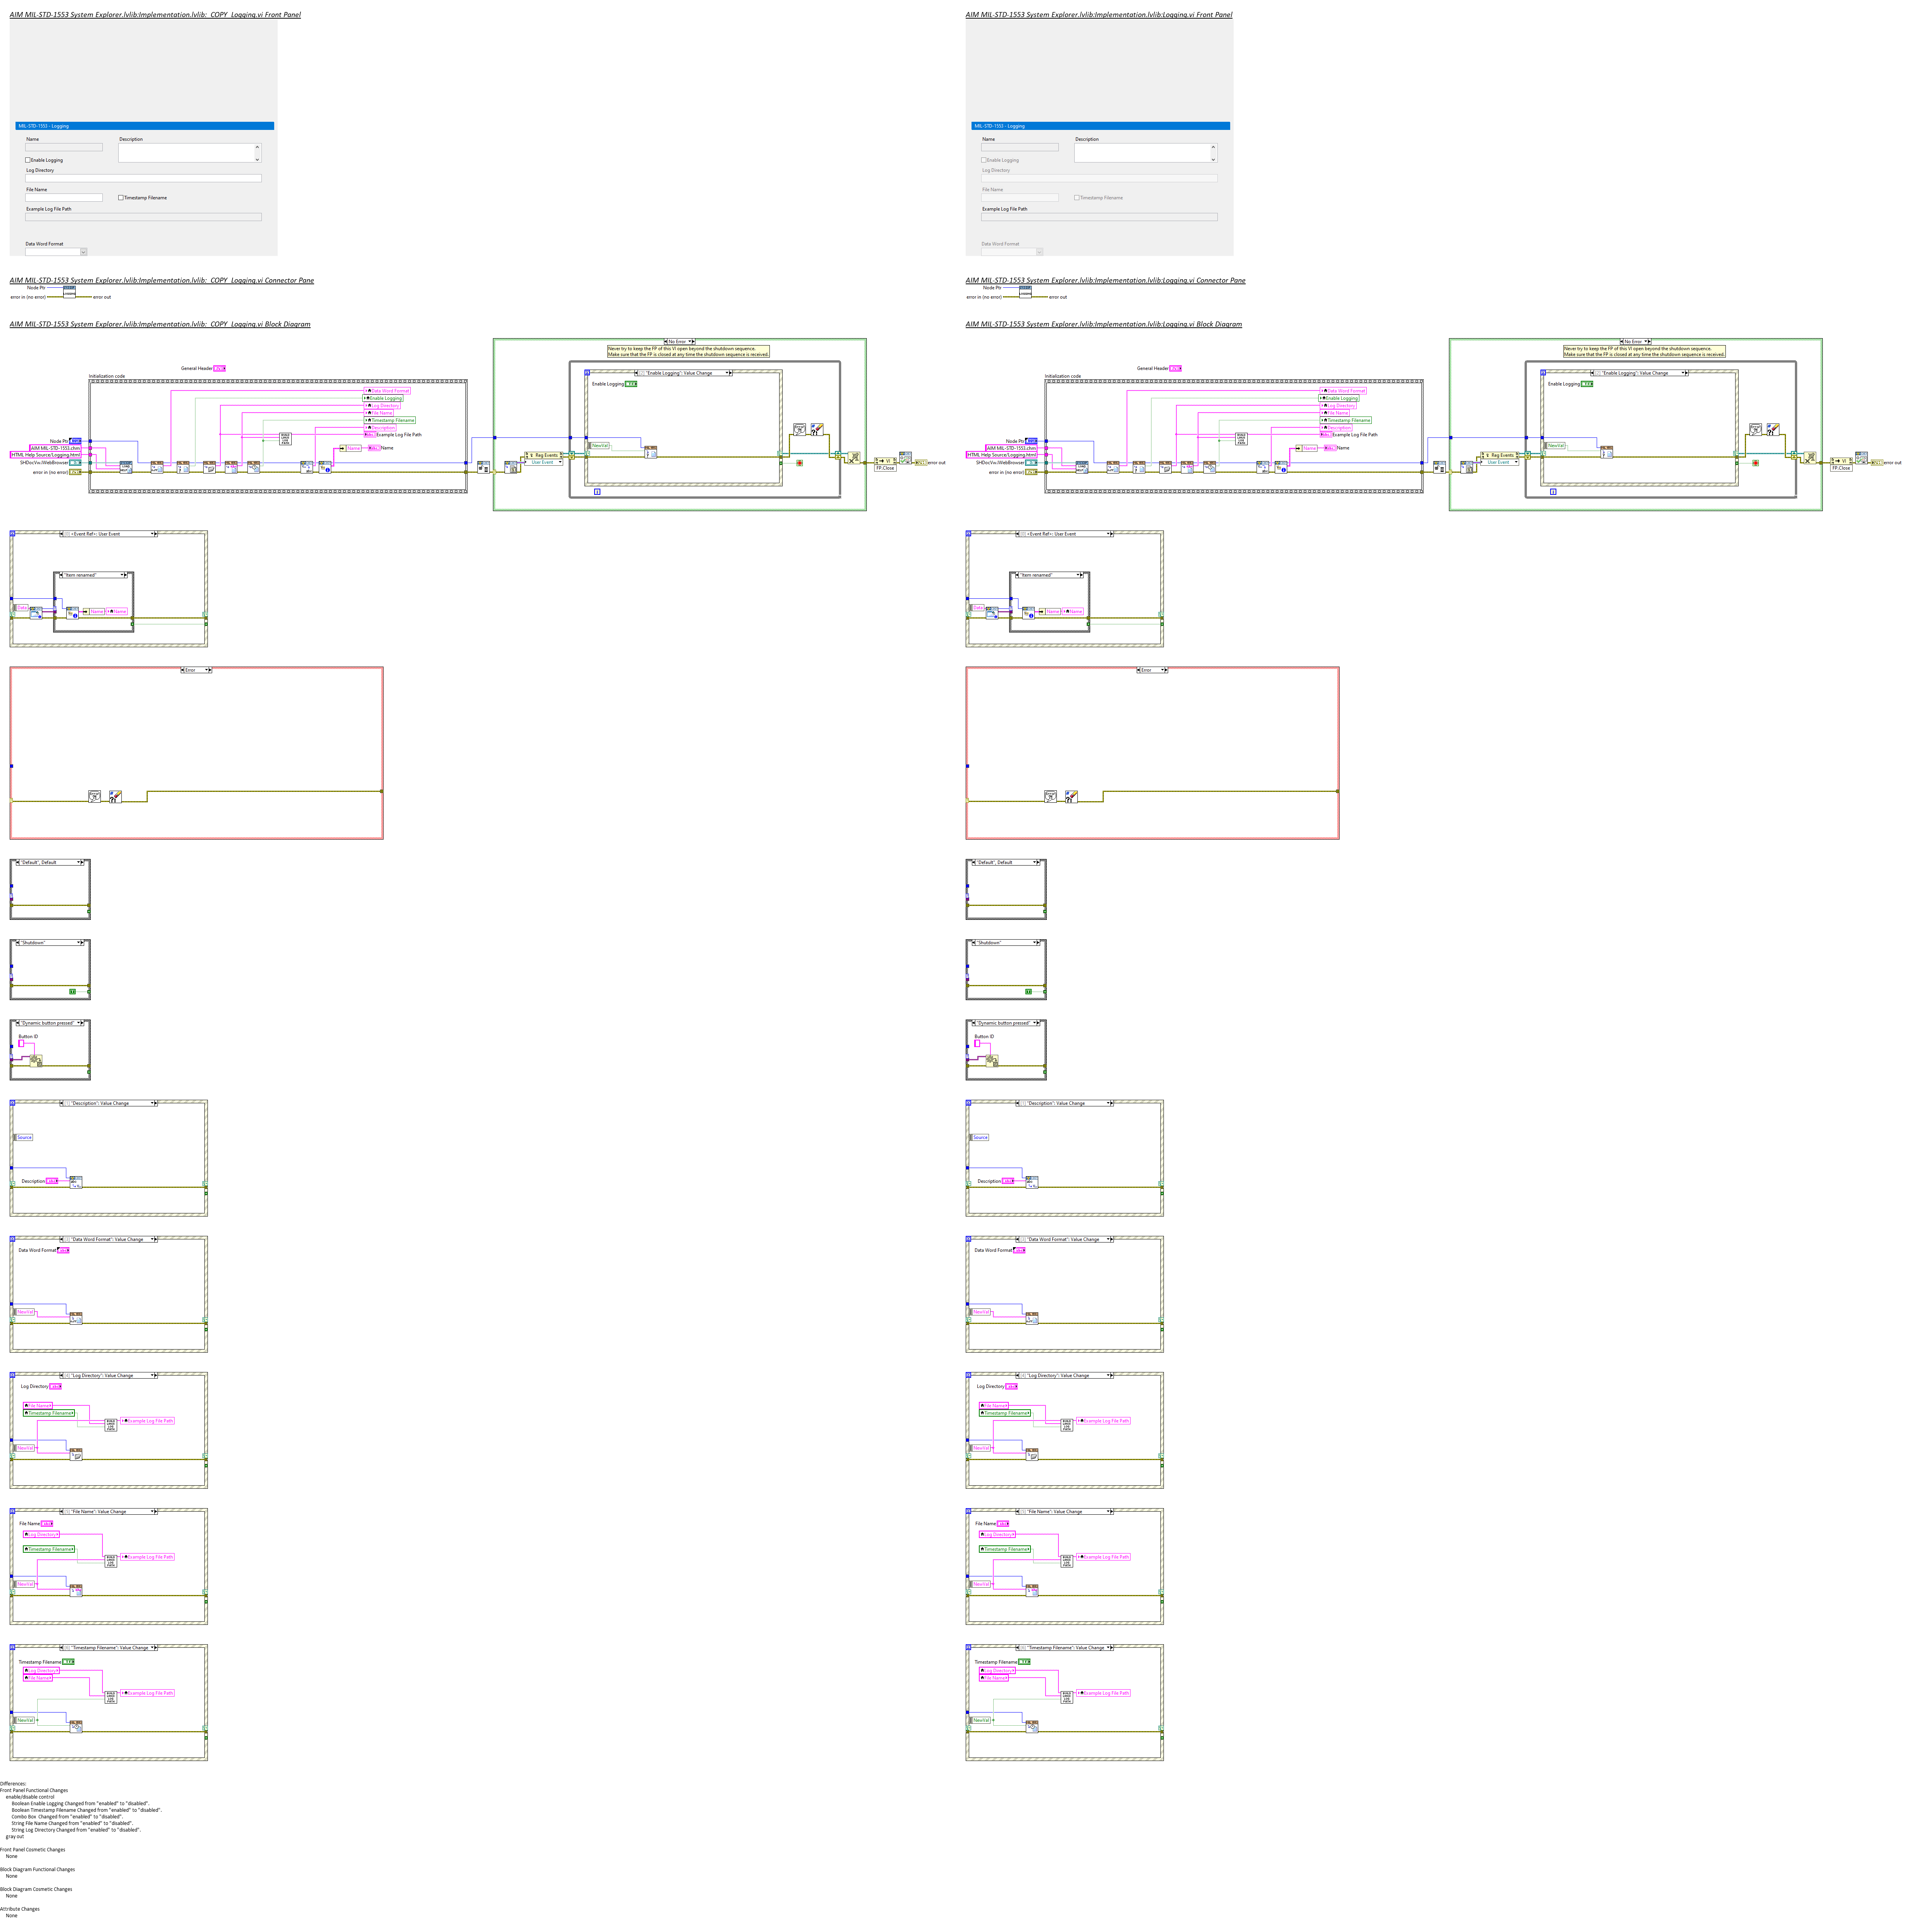 AIM MIL-STD-1553 System Explorer.lvlib:Implementation.lvlib:_COPY_Logging.vi Front Panel
MIL-STD-1553 - Logging
Name
Description
Enable Logging
Log Directory
File Name
Timestamp Filename
Example Log File Path
Data Word Format
AIM MIL-STD-1553 System Explorer.lvlib:Implementation.lvlib:_COPY_Logging.vi Connector Pane
Node Ptr
error in (no error)
error out
AIM MIL-STD-1553 System Explorer.lvlib:Implementation.lvlib:_COPY_Logging.vi Block Diagram
General Header
Initialization code
Data Word Format
Enable Logging
Log Directory
File Name
Timestamp Filename
Description
Example Log File Path
Name
Name
Node Ptr
AIM MIL-STD-1553.chm
HTML Help Source/Logging.html
SHDocVw.IWebBrowser
error in (no error)
No Error
Never try to keep the FP of this VI open beyond the shutdown sequence.
Make sure that the FP is closed at any time the shutdown sequence is received.
"Enable Logging": Value Change
Enable Logging
NewVal
Reg Events
User Event
VI
FP.Close
error out
<Event Ref>: User Event
"Item renamed"
Data
Name
Name
Error
"Default", Default
"Shutdown"
"Dynamic button pressed"
Button ID
"Description": Value Change
Source
Description
"Data Word Format": Value Change
Data Word Format
NewVal
"Log Directory": Value Change
Log Directory
File Name
Timestamp Filename
Example Log File Path
NewVal
"File Name": Value Change
File Name
Log Directory
Timestamp Filename
Example Log File Path
NewVal
"Timestamp Filename": Value Change
Timestamp Filename
Log Directory
File Name
Example Log File Path
NewVal
Differences:
Front Panel Functional Changes
enable/disable control
Boolean Enable Logging Changed from "enabled" to "disabled".
Boolean Timestamp Filename Changed from "enabled" to "disabled".
Combo Box Changed from "enabled" to "disabled".
String File Name Changed from "enabled" to "disabled".
String Log Directory Changed from "enabled" to "disabled".
gray out
Front Panel Cosmetic Changes
None
Block Diagram Functional Changes
None
Block Diagram Cosmetic Changes
None
Attribute Changes
None
AIM MIL-STD-1553 System Explorer.lvlib:Implementation.lvlib:Logging.vi Front Panel
MIL-STD-1553 - Logging
Name
Description
Enable Logging
Log Directory
File Name
Timestamp Filename
Example Log File Path
Data Word Format
AIM MIL-STD-1553 System Explorer.lvlib:Implementation.lvlib:Logging.vi Connector Pane
Node Ptr
error in (no error)
error out
AIM MIL-STD-1553 System Explorer.lvlib:Implementation.lvlib:Logging.vi Block Diagram
General Header
Initialization code
Data Word Format
Enable Logging
Log Directory
File Name
Timestamp Filename
Description
Example Log File Path
Name
Name
Node Ptr
AIM MIL-STD-1553.chm
HTML Help Source/Logging.html
SHDocVw.IWebBrowser
error in (no error)
No Error
Never try to keep the FP of this VI open beyond the shutdown sequence.
Make sure that the FP is closed at any time the shutdown sequence is received.
"Enable Logging": Value Change
Enable Logging
NewVal
Reg Events
User Event
VI
FP.Close
error out
<Event Ref>: User Event
"Item renamed"
Data
Name
Name
Error
"Default", Default
"Shutdown"
"Dynamic button pressed"
Button ID
"Description": Value Change
Source
Description
"Data Word Format": Value Change
Data Word Format
NewVal
"Log Directory": Value Change
Log Directory
File Name
Timestamp Filename
Example Log File Path
NewVal
"File Name": Value Change
File Name
Log Directory
Timestamp Filename
Example Log File Path
NewVal
"Timestamp Filename": Value Change
Timestamp Filename
Log Directory
File Name
Example Log File Path
NewVal